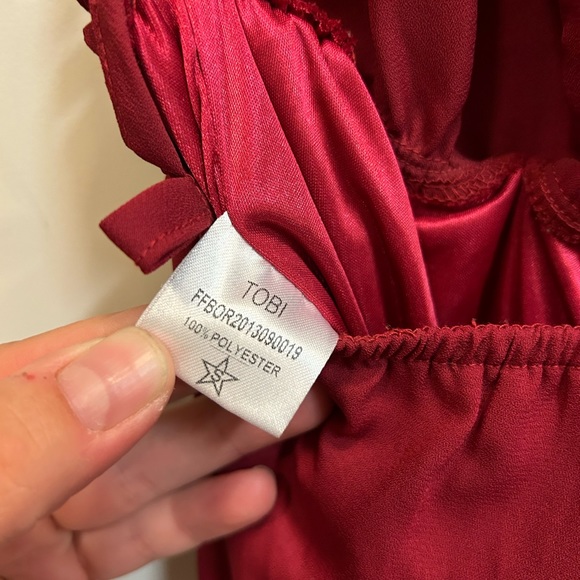 TOBI
FFBOR2013090019
100% POLYESTER
S